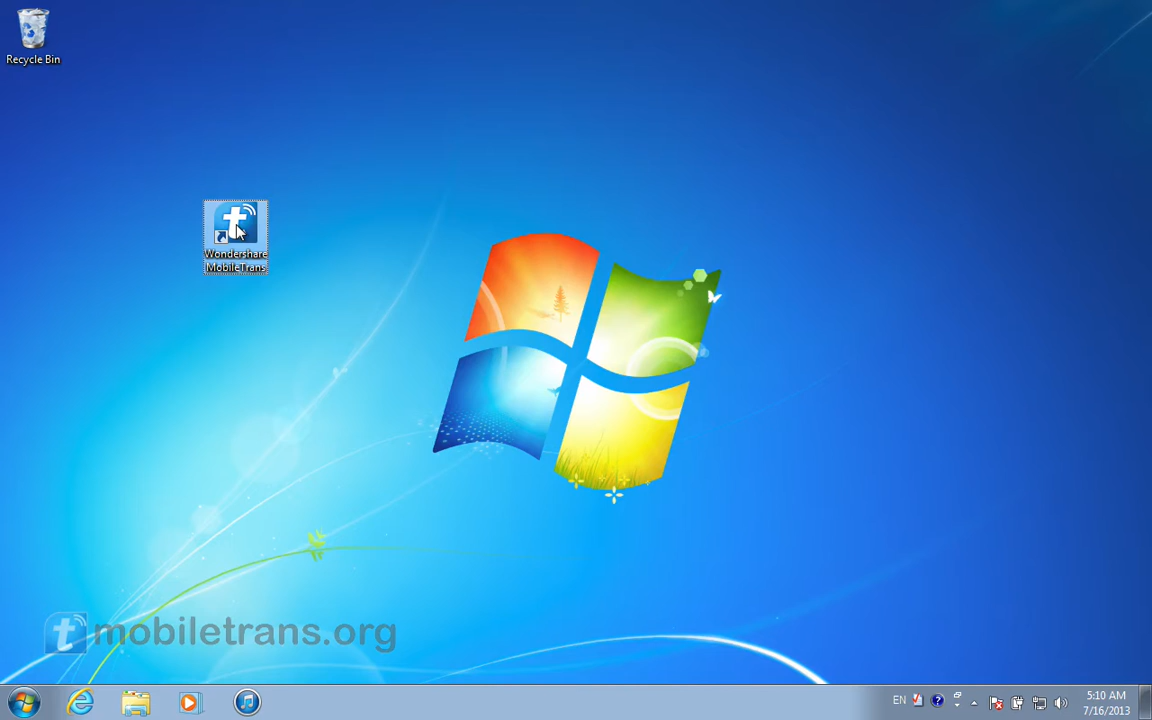 Recycle Bin
Wondershare
MobileTrans
mobiletrans.org
EN
5:10 AM
7/16/2013